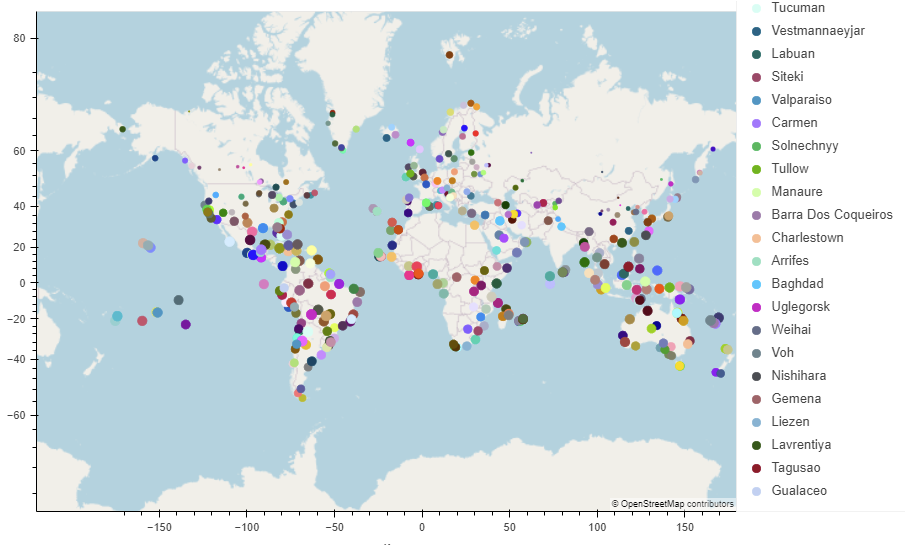 80
60
40
20
0
−20
−40
−60
−150
−100
−50
0
50
100
150
© OpenStreetMap contributors
Tucuman
Vestmannaeyjar
Labuan
Siteki
Valparaiso
Carmen
Solnechnyy
Tullow
Manaure
Barra Dos Coqueiros
Charlestown
Arrifes
Baghdad
Uglegorsk
Weihai
Voh
Nishihara
Gemena
Liezen
Lavrentiya
Tagusao
Gualaceo